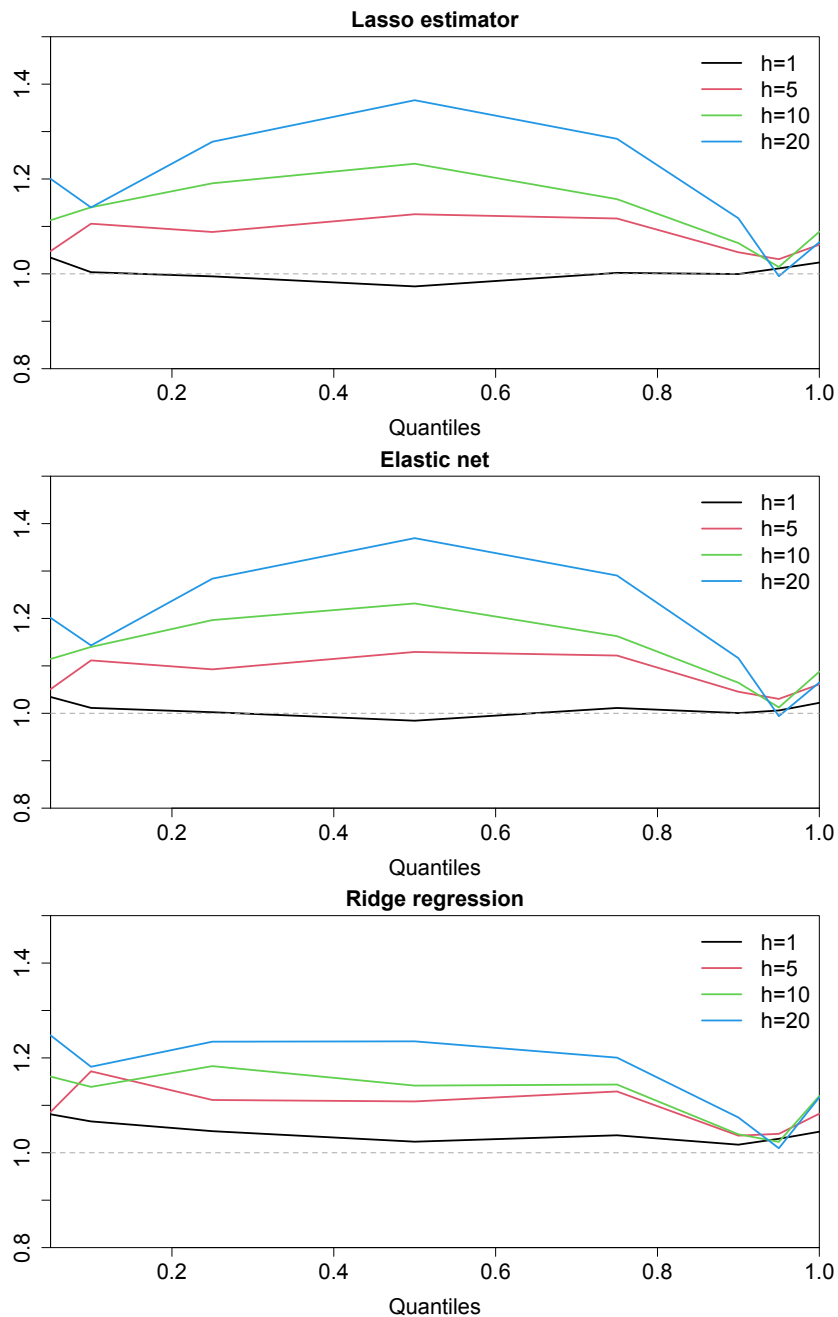 Lasso estimator
1.4
1.2
1.0
0.8
h=1
h=5
h=10
h=20
0.2 0.4 0.6 0.8 1.0
Quantiles
Elastic net
1.4
1.2
1.0
0.8
h=1
h=5
h=10
h=20
0.2 0.4 0.6 0.8 1.0
Quantiles
Ridge regression
1.4
1.2
1.0
0.8
h=1
h=5
h=10
h=20
0.2 0.4 0.6 0.8 1.0
Quantiles